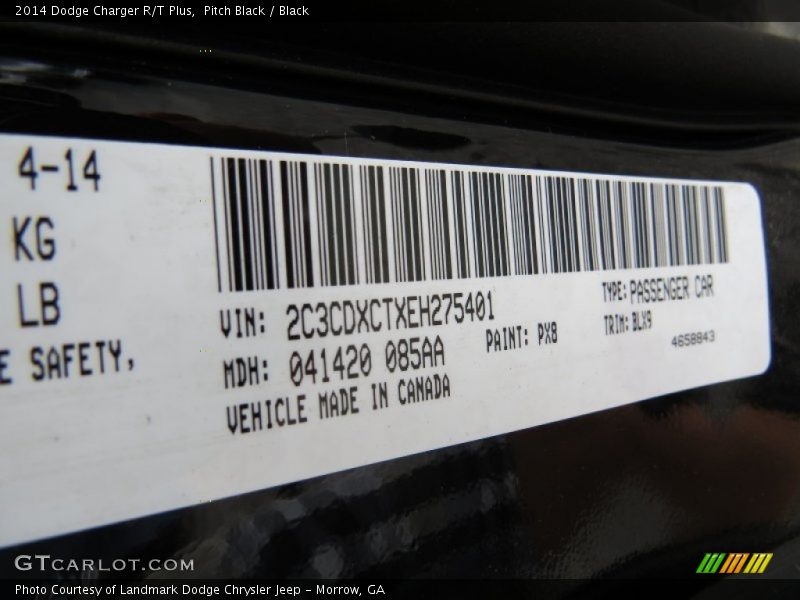 2014 Dodge Charger R/T Plus,  Pitch Black / Black
4-14
KG
LB
E SAFETY,
VIN: 2C3CDXCTXEH275401
TYPE: PASSENGER CAR
MDH: 041420 085AA
PAINT: PX8
TRIM: BLX9
VEHICLE MADE IN CANADA
4658843
GTCARLOT.COM
Photo Courtesy of Landmark Dodge Chrysler Jeep - Morrow, GA